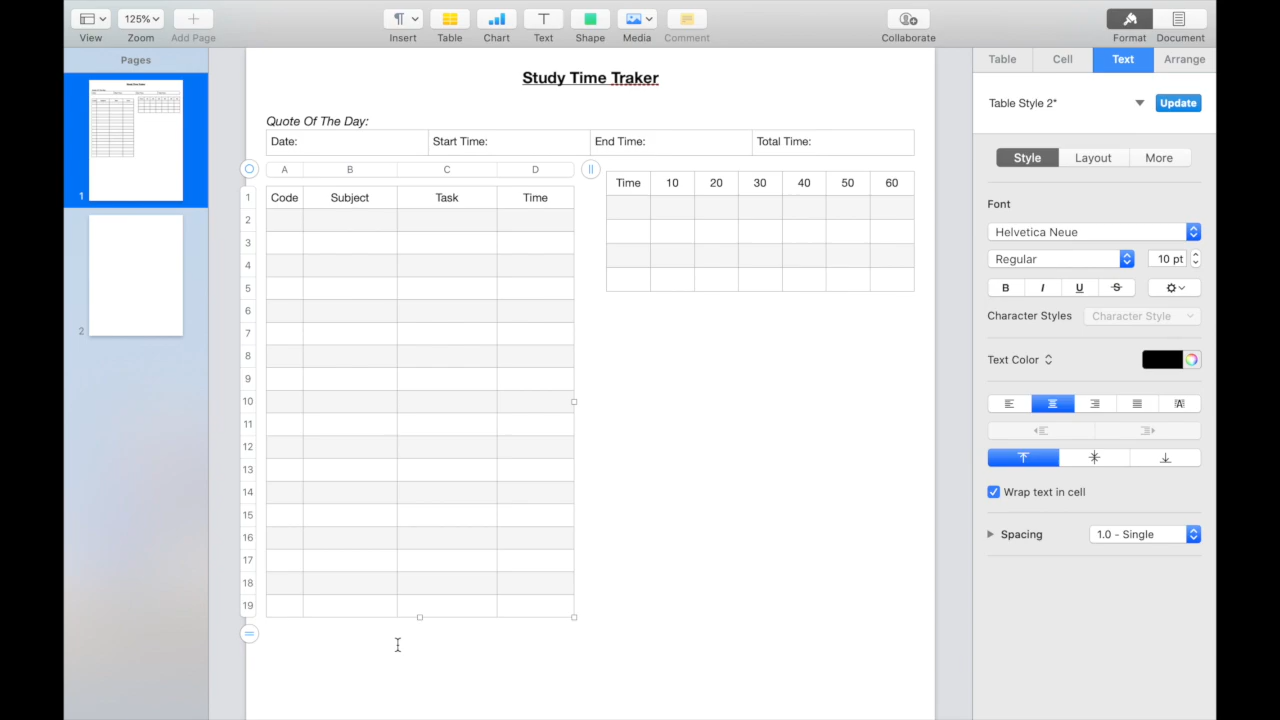 125%
View Zoom Add Page Insert Table Chart Text Shape Media Comment Collaborate Format Document
Pages
1
2
Study Time Traker
Quote Of The Day:
Date: Start Time: End Time: Total Time:
A B C D
1 Code Subject Task Time
2
3
4
5
6
7
8
9
10
11
12
13
14
15
16
17
18
19
Time 10 20 30 40 50 60
Table Cell Text Arrange
Table Style 2* Update
Style Layout More
Font
Helvetica Neue
Regular 10 pt
B I U S
Character Styles Character Style
Text Color
A
Wrap text in cell
Spacing 1.0 - Single